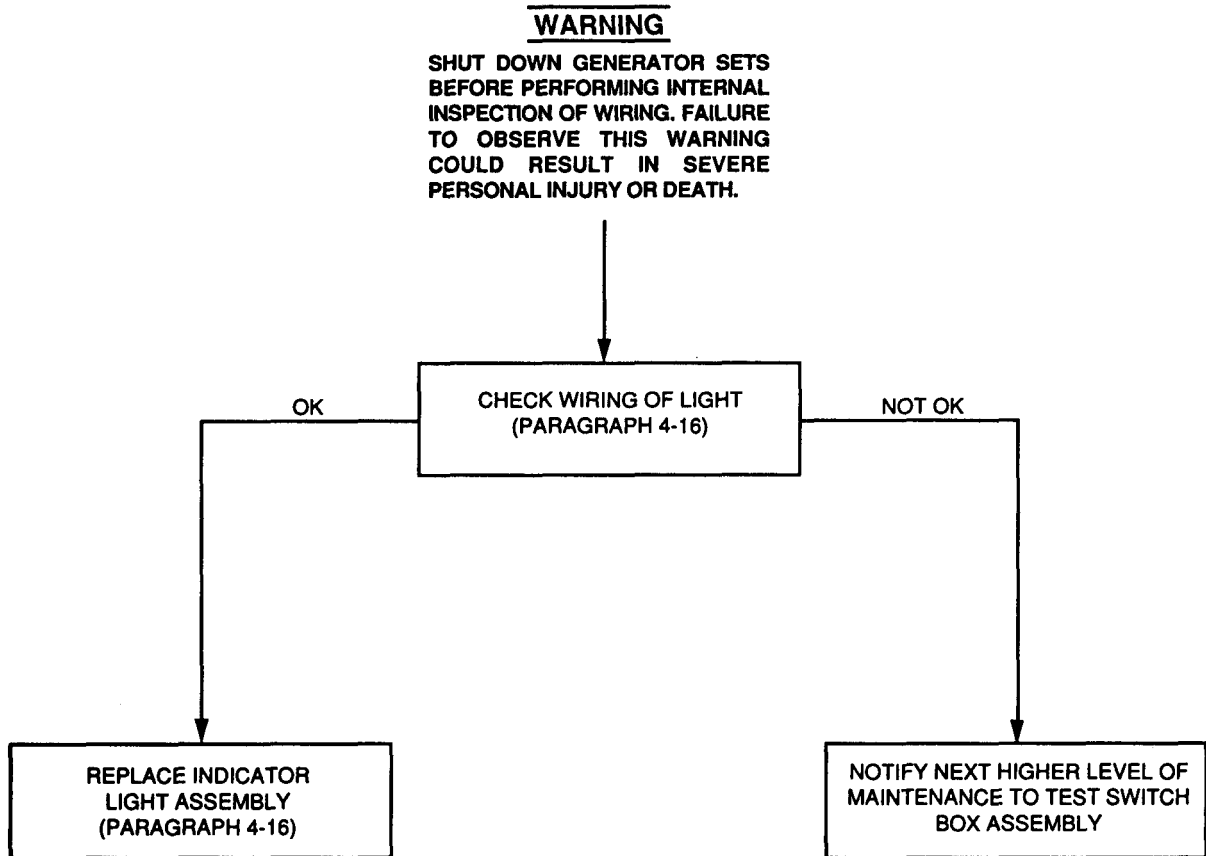 WARNING
SHUT DOWN GENERATOR SETS
BEFORE PERFORMING INTERNAL
INSPECTION OF WIRING. FAILURE
TO OBSERVE THIS WARNING
COULD RESULT IN SEVERE
PERSONAL INJURY OR DEATH.
CHECK WIRING OF LIGHT
(PARAGRAPH 4-16)
OK
NOT OK
REPLACE INDICATOR
LIGHT ASSEMBLY
(PARAGRAPH 4-16)
NOTIFY NEXT HIGHER LEVEL OF
MAINTENANCE TO TEST SWITCH
BOX ASSEMBLY